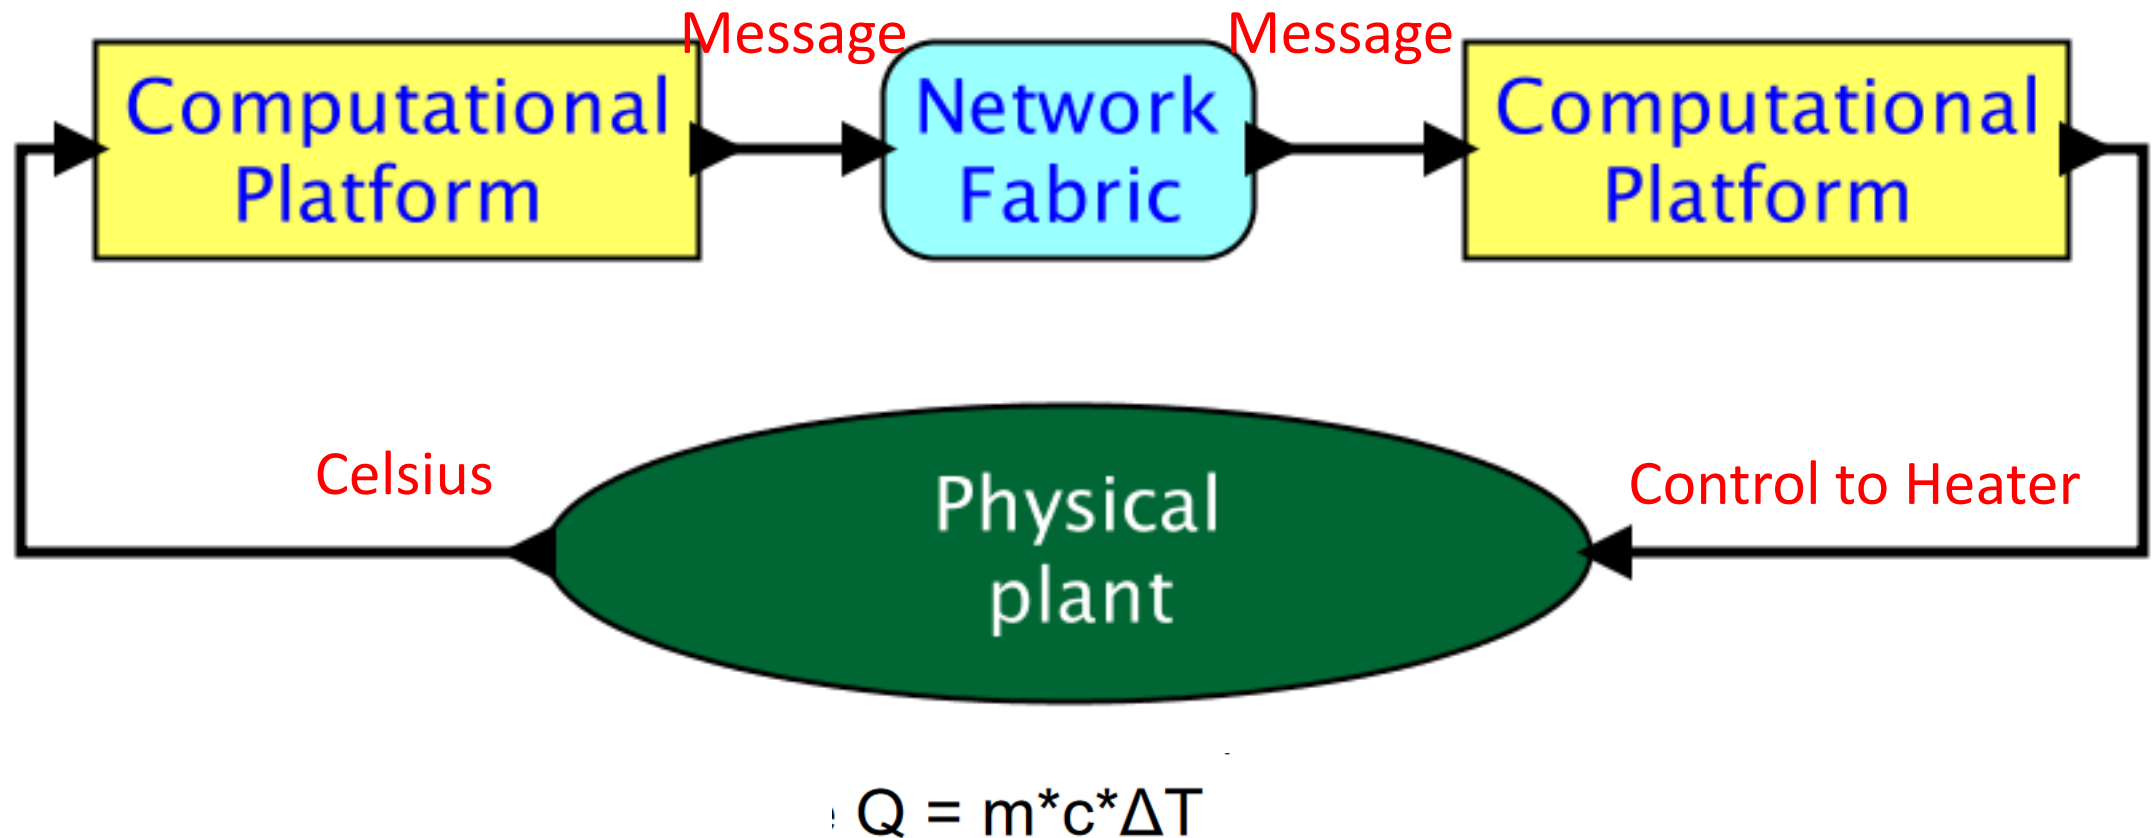 Message
Message
Computational
Platform
Network
Fabric
Computational
Platform
Celsius
Control to Heater
Physical
plant
Q = m*c*ΔT